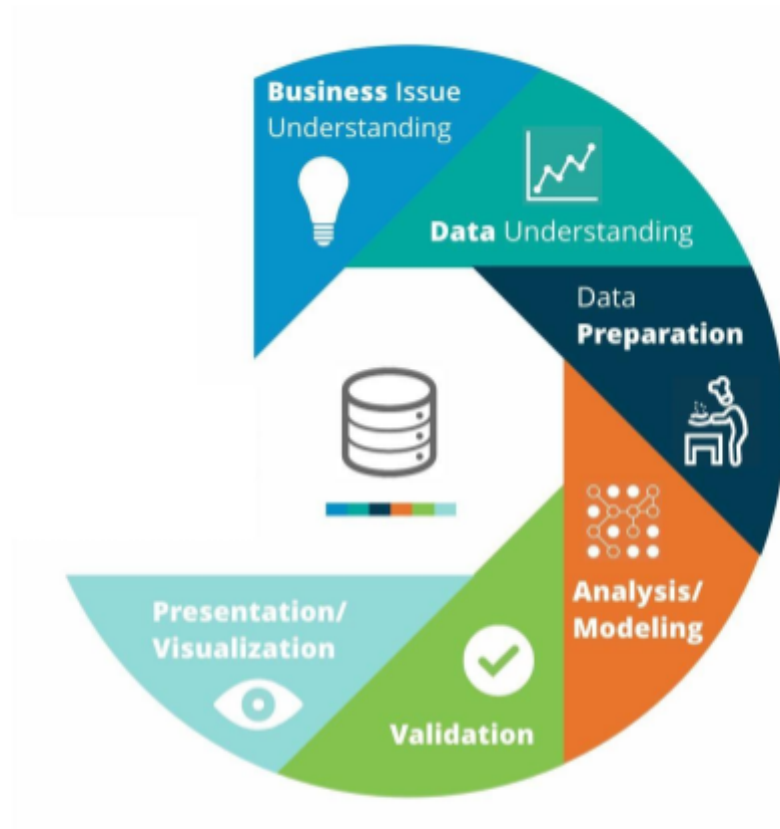 Business Issue
Understanding
Data Understanding
Data
Preparation
Analysis/
Modeling
Validation
Presentation/
Visualization